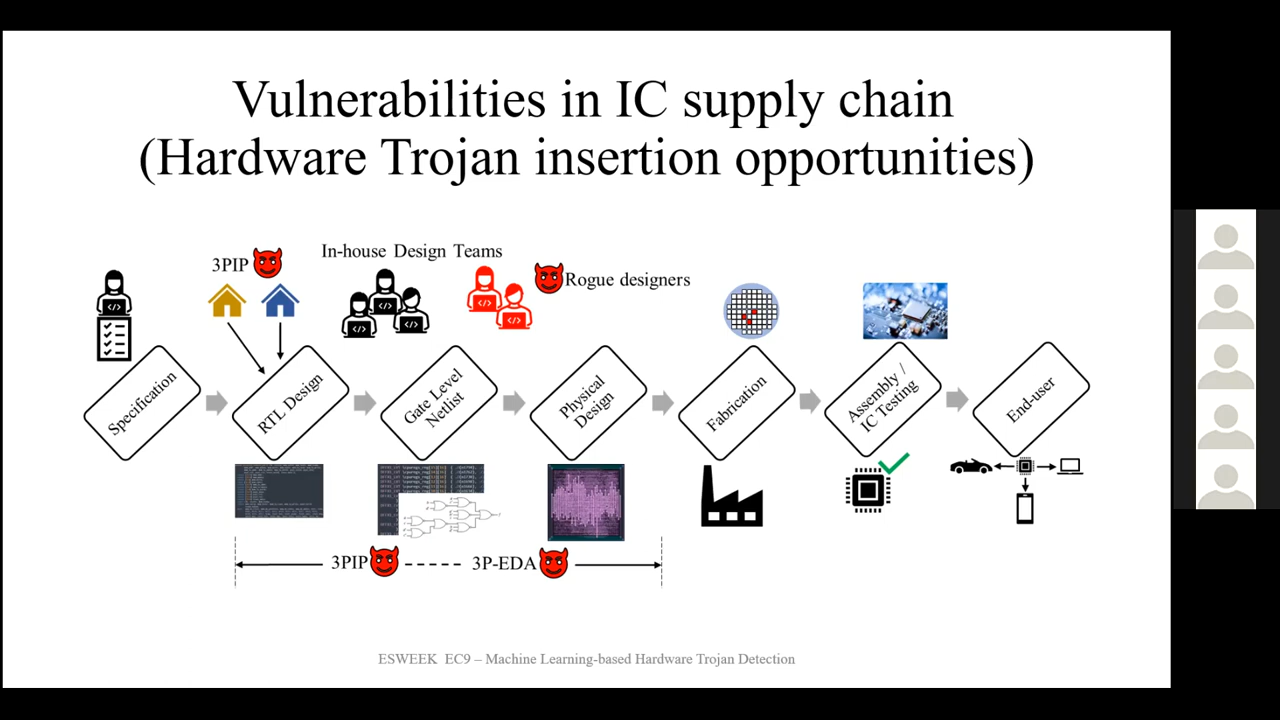 Vulnerabilities in IC supply chain
(Hardware Trojan insertion opportunities)
3PIP
In-house Design Teams
Rogue designers
Specification
RTL Design
Gate Level
Netlist
Physical
Design
Fabrication
Assembly /
IC Testing
End-user
3PIP
3P-EDA
ESWEEK EC9 – Machine Learning-based Hardware Trojan Detection